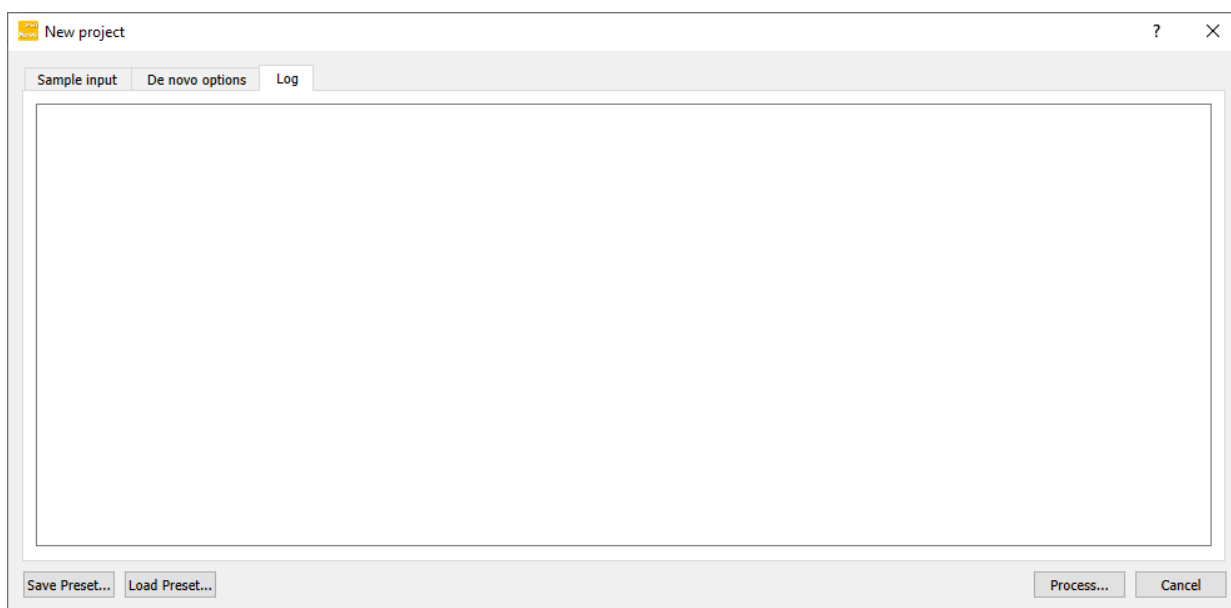 New project
?
Sample input
De novo options
Log
Save Preset...
Load Preset...
Process...
Cancel